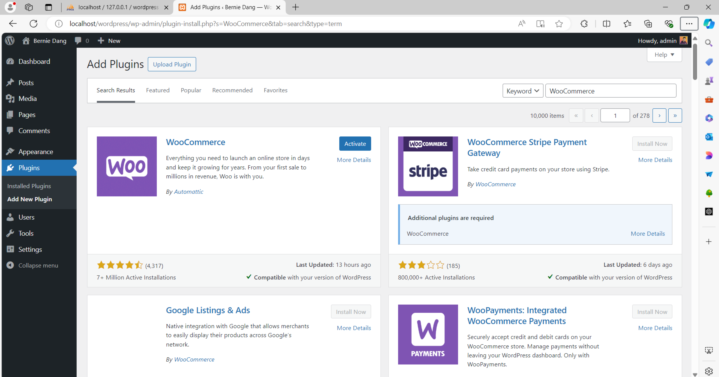 localhost / 127.0.0.1 / wordpre
Add Plugins ‹ Bernie Dang — W
localhost/wordpress/wp-admin/plugin-install.php?s=WooCommerce&tab=search&type=term
Bernie Dang 0 + New
Howdy, admin
Help
Dashboard
Posts
Media
Pages
Comments
Appearance
Plugins
Installed Plugins
Add New Plugin
Users
Tools
Settings
Collapse menu
Add Plugins Upload Plugin
Search Results Featured Popular Recommended Favorites
Keyword WooCommerce
10,000 items « ‹ 1 of 278 › »
WOO
WooCommerce
Activate
More Details
Everything you need to launch an online store in days
and keep it growing for years. From your first sale to
millions in revenue, Woo is with you.
By Automattic
(4,317)
7+ Million Active Installations
Last Updated: 13 hours ago
Compatible with your version of WordPress
WOO COMMERCE
stripe
WooCommerce Stripe Payment
Gateway
Install Now
More Details
Take credit card payments on your store using Stripe.
By WooCommerce
Additional plugins are required
WooCommerce More Details
(185)
800,000+ Active Installations
Last Updated: 6 days ago
Compatible with your version of WordPress
Google Listings & Ads
Install Now
More Details
Native integration with Google that allows merchants
to easily display their products across Google's
network.
By WooCommerce
W
PAYMENTS
WooPayments: Integrated
WooCommerce Payments
Install Now
More Details
Securely accept credit and debit cards on your
WooCommerce store. Manage payments without
leaving your WordPress dashboard. Only with
WooPayments.